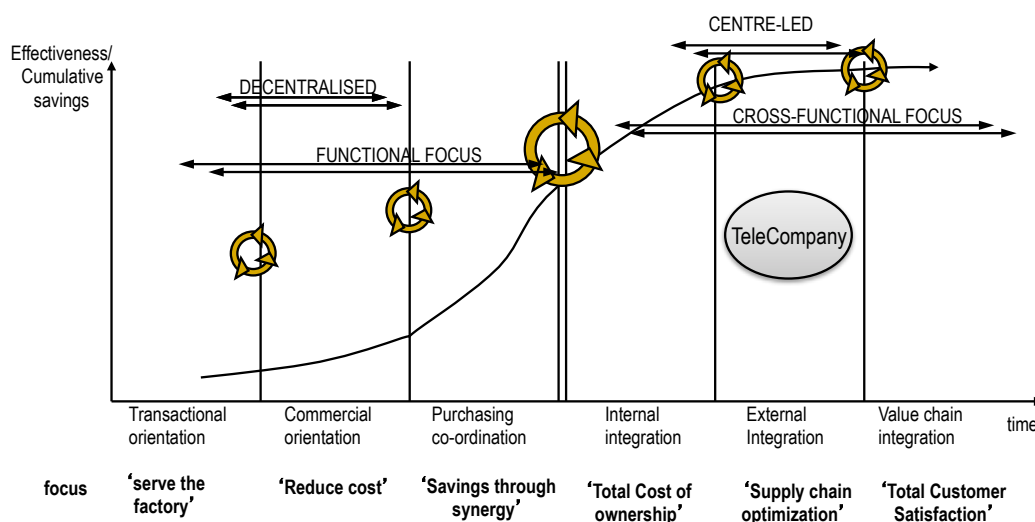 CENTRE-LED
Effectiveness/
Cumulative
savings
DECENTRALISED
CROSS-FUNCTIONAL FOCUS
FUNCTIONAL FOCUS
TeleCompany
Transactional
orientation
Commercial
orientation
Purchasing
co-ordination
Internal
integration
External
Integration
Value chain
integration
time
focus
‘serve the
factory’
‘Reduce cost’
‘Savings through
synergy’
‘Total Cost of
ownership’
‘Supply chain
optimization’
‘Total Customer
Satisfaction’